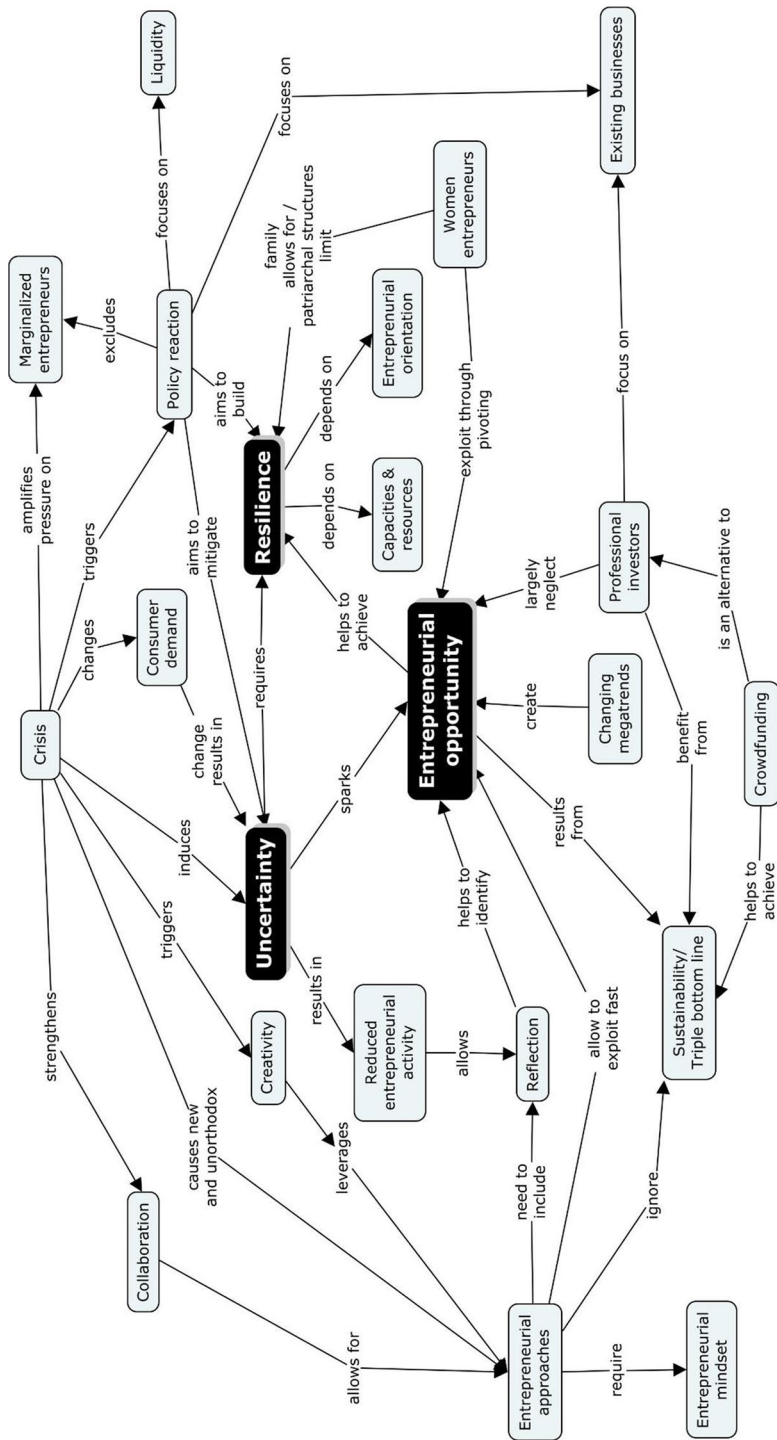 Crisis
strengthens
causes new
and unorthodox
triggers
induces
changes
triggers
amplifies
pressure on
Marginalized
entrepreneurs
excludes
Collaboration
Creativity
Consumer
demand
change
results in
Policy reaction
focuses on
Liquidity
aims to
mitigate
aims to
build
focuses on
Uncertainty
requires
Resilience
family
allows for /
patriarchal structures
limit
results in
sparks
helps to
achieve
depends on
depends on
leverages
Reduced
entrepreneurial
activity
Capacities &
resources
Entreprenurial
orientation
Women
entrepreneurs
allows for
allows
helps to
identify
Entrepreneurial
opportunity
exploit through
pivoting
Entrepreneurial
approaches
need to
include
Reflection
allow to
exploit fast
results
from
create
largely
neglect
Changing
megatrends
Professional
investors
focus on
Existing businesses
require
ignore
Sustainability/
Triple bottom line
benefit
from
is an alternative to
Entrepreneurial
mindset
helps to
achieve
Crowdfunding